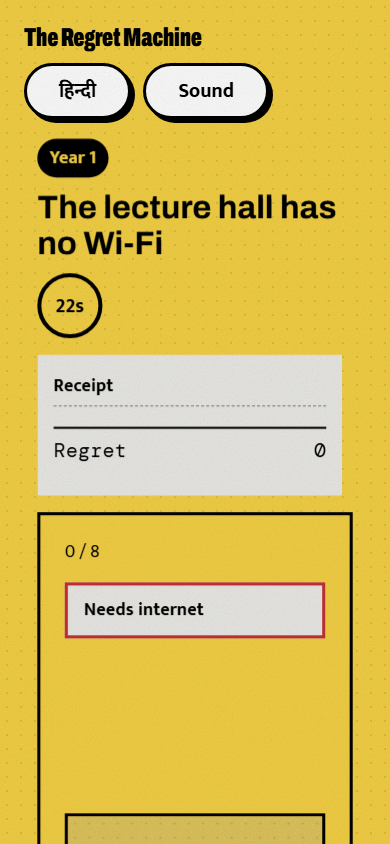 The Regret Machine
हिन्दी
Sound
Year 1
The lecture hall has
no Wi-Fi
22s
Receipt
Regret 0
0 / 8
Needs internet